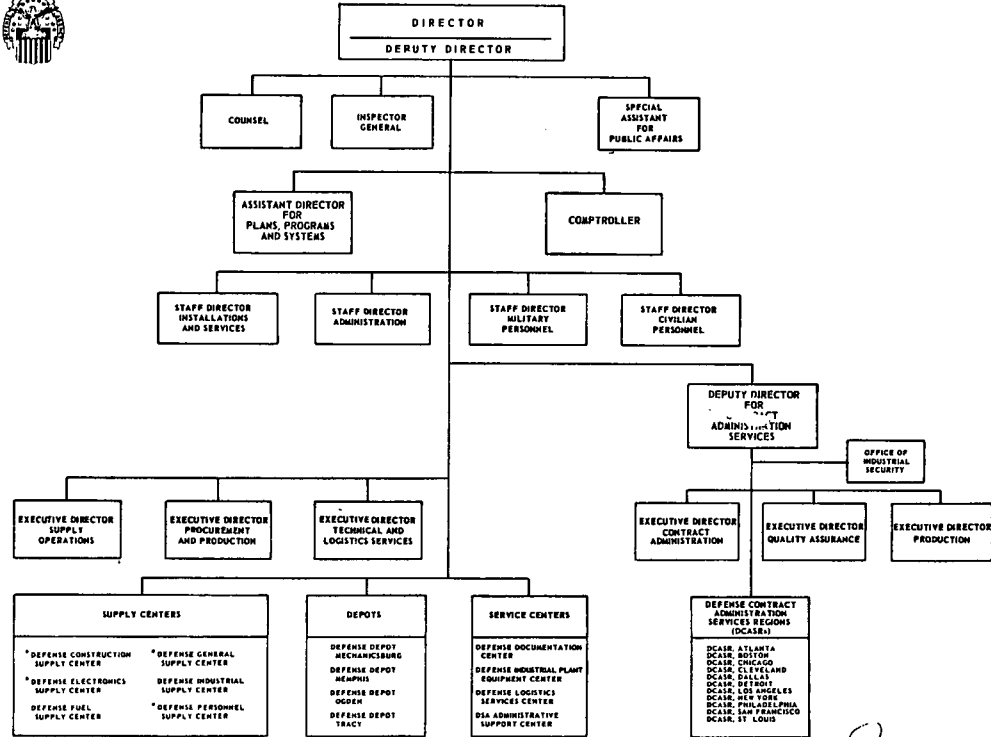 DIRECTOR
DEPUTY DIRECTOR
COUNSEL
INSPECTOR
GENERAL
SPECIAL
ASSISTANT
FOR
PUBLIC AFFAIRS
ASSISTANT DIRECTOR
FOR
PLANS, PROGRAMS
AND SYSTEMS
COMPTROLLER
STAFF DIRECTOR
INSTALLATIONS
AND SERVICES
STAFF DIRECTOR
ADMINISTRATION
STAFF DIRECTOR
MILITARY
PERSONNEL
STAFF DIRECTOR
CIVILIAN
PERSONNEL
DEPUTY DIRECTOR
FOR
ADMINISTRATION
SERVICES
OFFICE OF
INDUSTRIAL
SECURITY
EXECUTIVE DIRECTOR
SUPPLY
OPERATIONS
EXECUTIVE DIRECTOR
PROCUREMENT
AND PRODUCTION
EXECUTIVE DIRECTOR
TECHNICAL AND
LOGISTICS SERVICES
EXECUTIVE DIRECTOR
CONTRACT
ADMINISTRATION
EXECUTIVE DIRECTOR
QUALITY ASSURANCE
EXECUTIVE DIRECTOR
PRODUCTION
SUPPLY CENTERS
*DEFENSE CONSTRUCTION
SUPPLY CENTER
*DEFENSE ELECTRONICS
SUPPLY CENTER
DEFENSE FUEL
SUPPLY CENTER
*DEFENSE GENERAL
SUPPLY CENTER
DEFENSE INDUSTRIAL
SUPPLY CENTER
*DEFENSE PERSONNEL
SUPPLY CENTER
DEPOTS
DEFENSE DEPOT
MECHANICSBURG
DEFENSE DEPOT
MEMPHIS
DEFENSE DEPOT
OGDEN
DEFENSE DEPOT
TRACY
SERVICE CENTERS
DEFENSE DOCUMENTATION
CENTER
DEFENSE INDUSTRIAL PLANT
EQUIPMENT CENTER
DEFENSE LOGISTICS
SERVICES CENTER
DSA ADMINISTRATIVE
SUPPORT CENTER
DEFENSE CONTRACT
ADMINISTRATION
SERVICES REGIONS
(DCASRs)
DCASR, ATLANTA
DCASR, BOSTON
DCASR, CHICAGO
DCASR, CLEVELAND
DCASR, DALLAS
DCASR, DETROIT
DCASR, LOS ANGELES
DCASR, NEW YORK
DCASR, PHILADELPHIA
DCASR, SAN FRANCISCO
DCASR, ST LOUIS